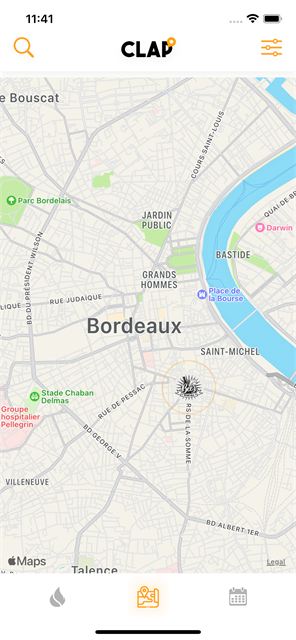 11:41
CLAP
e Bouscat
COURS SAINT-LOUIS
Parc Bordelais
JARDIN
PUBLIC
QUAI DE BR
Darwin
BASTIDE
BD DU PRÉSIDENT WILSON
GRANDS
HOMMES
Place de
la Bourse
LIQUE
RUE JUDAÏQUE
Bordeaux
SAINT-MICHEL
Stade Chaban
Delmas
RUE DE PESSAC
Groupe
hospitalier
Pellegrin
RS DE LA SOMME
BD GEORGE V
VILLENEUVE
BD ALBERT-1ER
Maps
Legal
Talence